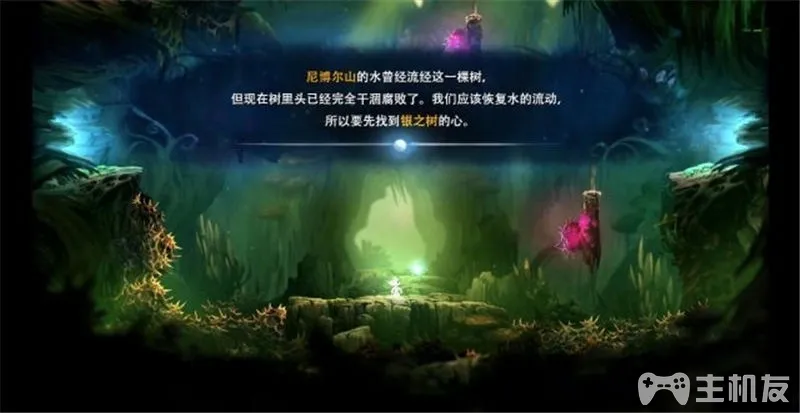 尼博尔山的水曾经流经这一棵树,
但现在树里头已经完全干涸腐败了。我们应该恢复水的流动,
所以要先找到银之树的心。
主机友